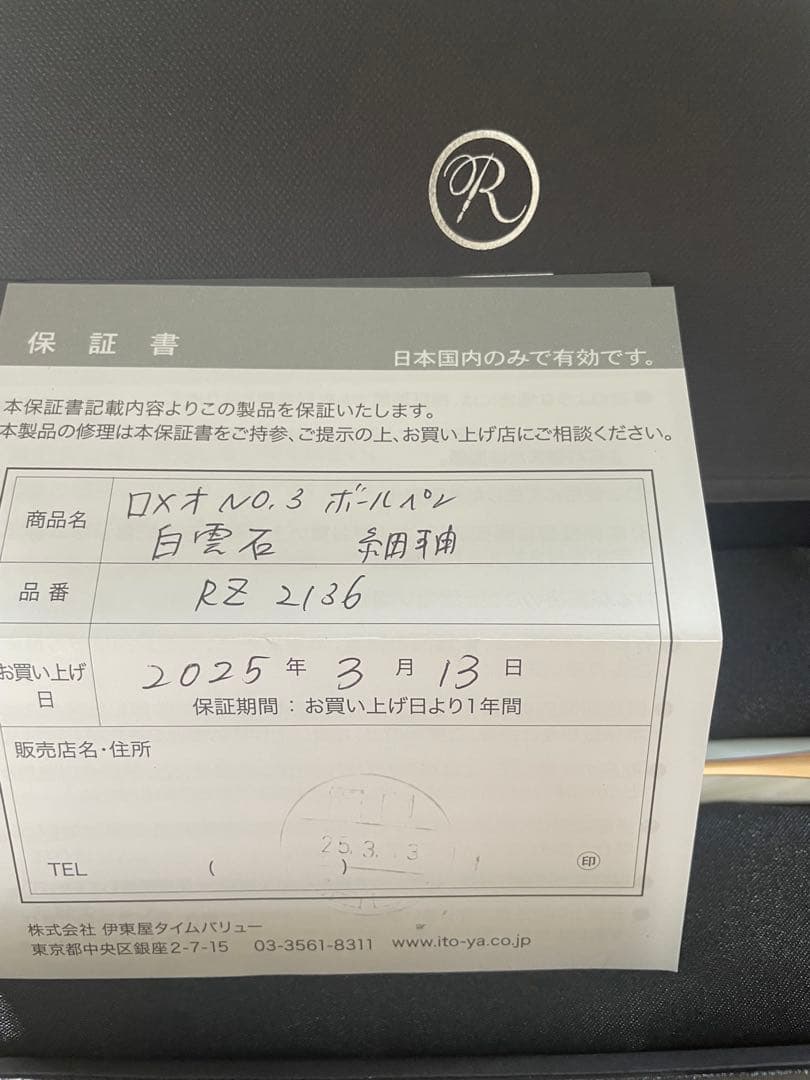 R
保証書
日本国内のみで有効です。
本保証書記載内容よりこの製品を保証いたします。
本製品の修理は本保証書をご持参、ご提示の上、お買い上げ店にご相談ください。
商品名 ロメオ NO.3 ボールペン
白雲石 細軸
品番 RZ 2136
お買い上げ日 2025年3月13日
保証期間：お買い上げ日より1年間
販売店名・住所
25.3.13
TEL ( ) 印
株式会社 伊東屋タイムバリュー
東京都中央区銀座2-7-15 03-3561-8311 www.ito-ya.co.jp